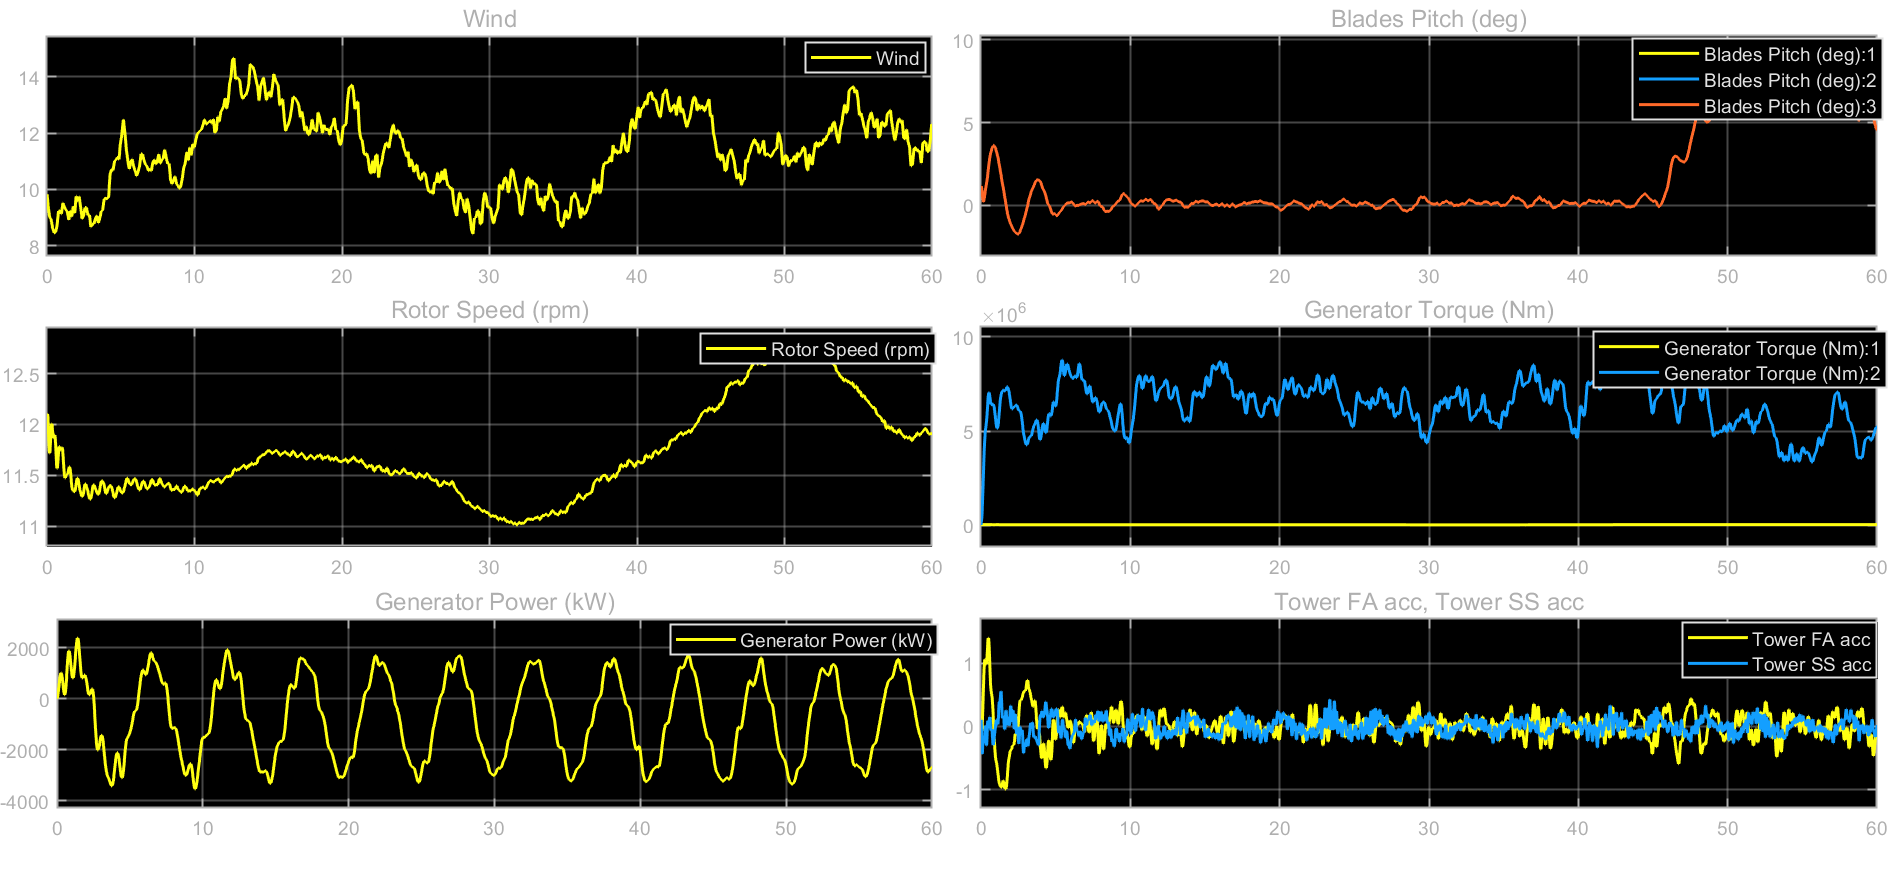 Wind
Wind
14
12
10
8
0 10 20 30 40 50 60
Blades Pitch (deg)
Blades Pitch (deg):1
Blades Pitch (deg):2
Blades Pitch (deg):3
10
5
0
0 10 20 30 40 50 60
Rotor Speed (rpm)
Rotor Speed (rpm)
12.5
12
11.5
11
0 10 20 30 40 50 60
Generator Torque (Nm)
×10⁶
Generator Torque (Nm):1
Generator Torque (Nm):2
10
5
0
0 10 20 30 40 50 60
Generator Power (kW)
Generator Power (kW)
2000
0
-2000
-4000
0 10 20 30 40 50 60
Tower FA acc, Tower SS acc
Tower FA acc
Tower SS acc
1
0
-1
0 10 20 30 40 50 60